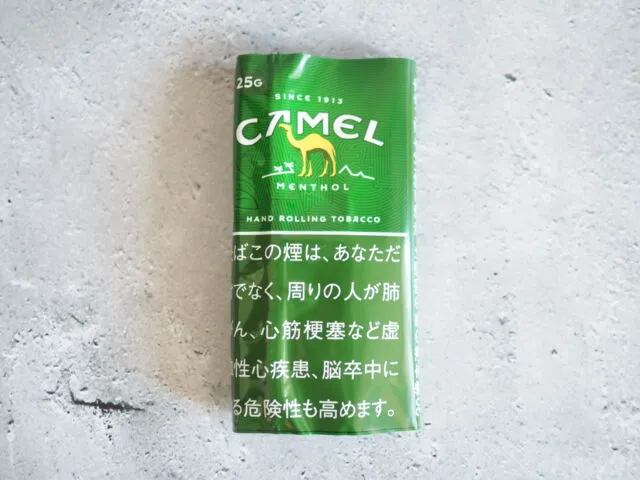 25G
SINCE 1913
CAMEL
MENTHOL
HAND ROLLING TOBACCO
ばこの煙は、あなただ
でなく、周りの人が肺
ん、心筋梗塞など虚
性心疾患、脳卒中に
る危険性も高めます。